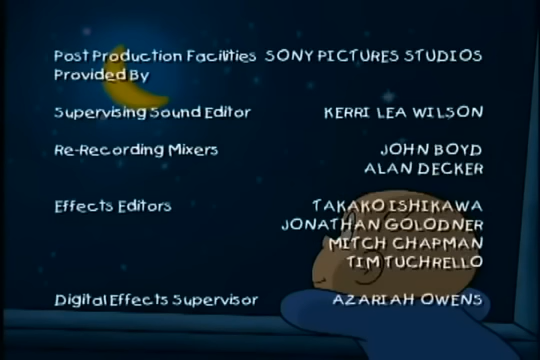 Post Production Facilities SONY PICTURES STUDIOS
Provided By
Supervising Sound Editor KERRI LEA WILSON
Re-Recording Mixers JOHN BOYD
ALAN DECKER
Effects Editors TAKAKO ISHIKAWA
JONATHAN GOLODNER
MITCH CHAPMAN
TIM TUCHRELLO
Digital Effects Supervisor AZARIAH OWENS